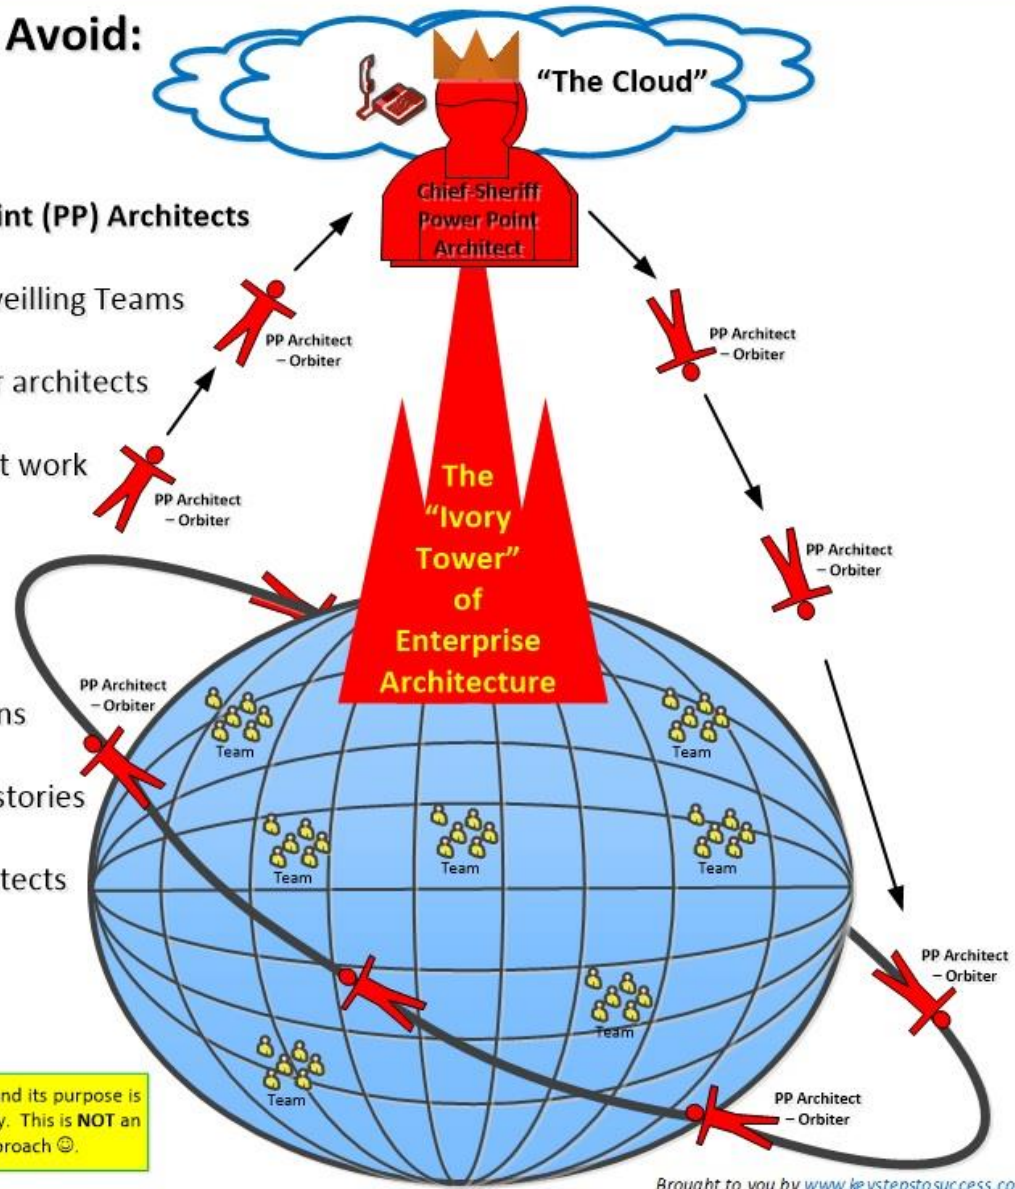 Avoid:
“The Cloud”
Chief-Sheriff
Power Point
Architect
int (PP) Architects
veilling Teams
PP Architect
– Orbiter
PP Architect
– Orbiter
r architects
t work
PP Architect
– Orbiter
The
“Ivory
Tower”
of
Enterprise
Architecture
PP Architect
– Orbiter
PP Architect
– Orbiter
ns
Team
Team
stories
Team
Team
Team
tects
PP Architect
– Orbiter
Team
Team
nd its purpose is
y. This is NOT an
proach ☺.
PP Architect
– Orbiter
Brought to you by www.keystepstosuccess.co